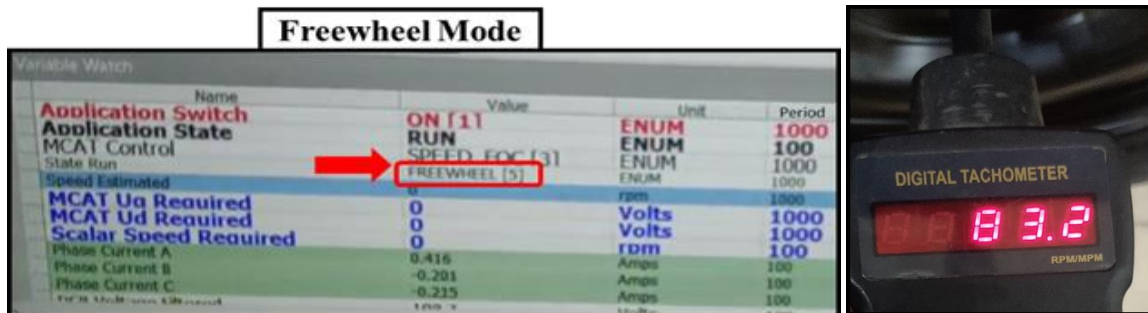 Freewheel Mode
Variable Watch
Name Value Unit Period
Application Switch ON [1] ENUM 1000
Application State RUN ENUM 100
MCAT Control SPEED_FOC [3] ENUM 1000
State Run FREEWHEEL [5] ENUM 1000
Speed Estimated 0 rpm 1000
MCAT Uq Required 0 Volts 1000
MCAT Ud Required 0 Volts 1000
Scalar Speed Required 0 rpm 100
Phase Current A 0.416 Amps 100
Phase Current B -0.201 Amps 100
Phase Current C -0.215 Amps 100
DIGITAL TACHOMETER
83.2
RPM/MPM